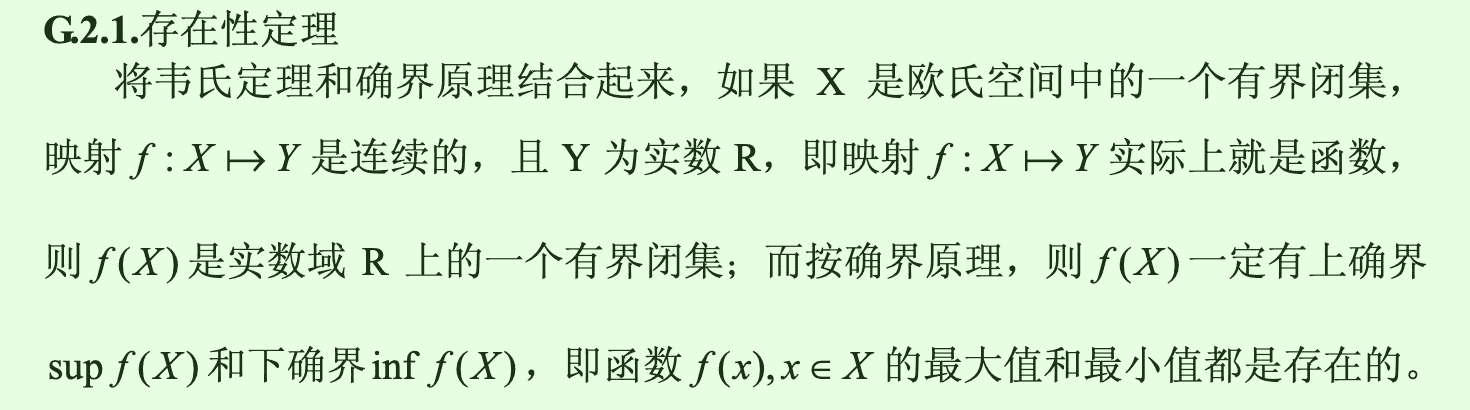 G.2.1.存在性定理
将韦氏定理和确界原理结合起来，如果 X 是欧氏空间中的一个有界闭集，
映射 f : X ↦ Y 是连续的，且 Y 为实数 R，即映射 f : X ↦ Y 实际上就是函数，
则 f (X) 是实数域 R 上的一个有界闭集；而按确界原理，则 f (X) 一定有上确界
sup f (X) 和下确界 inf f (X)，即函数 f (x), x ∈ X 的最大值和最小值都是存在的。